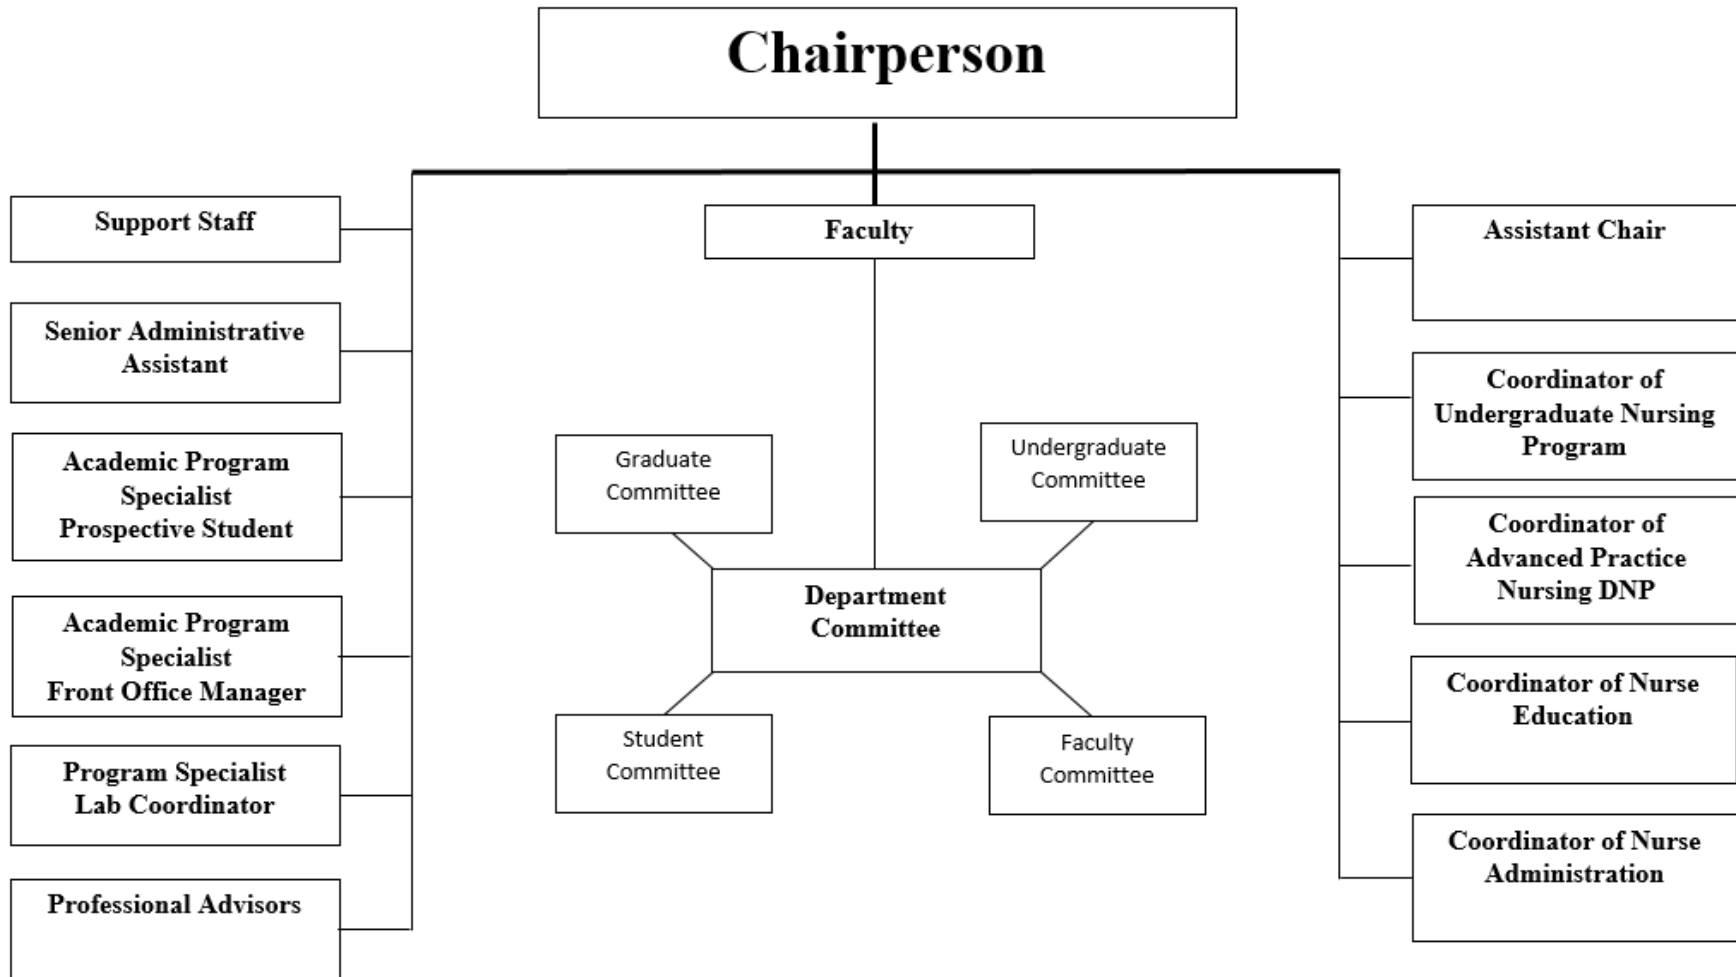 Chairperson
Support Staff
Senior Administrative
Assistant
Academic Program
Specialist
Prospective Student
Academic Program
Specialist
Front Office Manager
Program Specialist
Lab Coordinator
Professional Advisors
Faculty
Graduate
Committee
Undergraduate
Committee
Department
Committee
Student
Committee
Faculty
Committee
Assistant Chair
Coordinator of
Undergraduate Nursing
Program
Coordinator of
Advanced Practice
Nursing DNP
Coordinator of Nurse
Education
Coordinator of Nurse
Administration